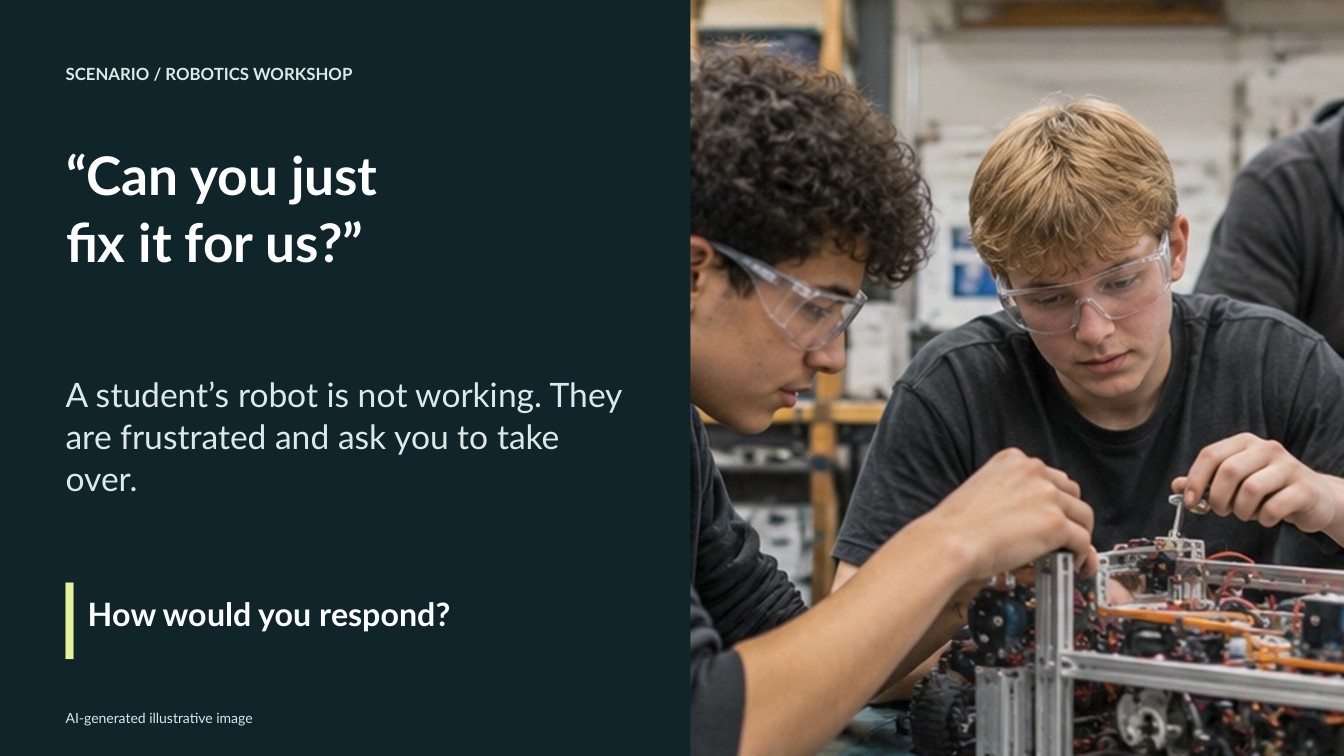 SCENARIO / ROBOTICS WORKSHOP
“Can you just
fix it for us?”
A student’s robot is not working. They
are frustrated and ask you to take
over.
How would you respond?
AI-generated illustrative image